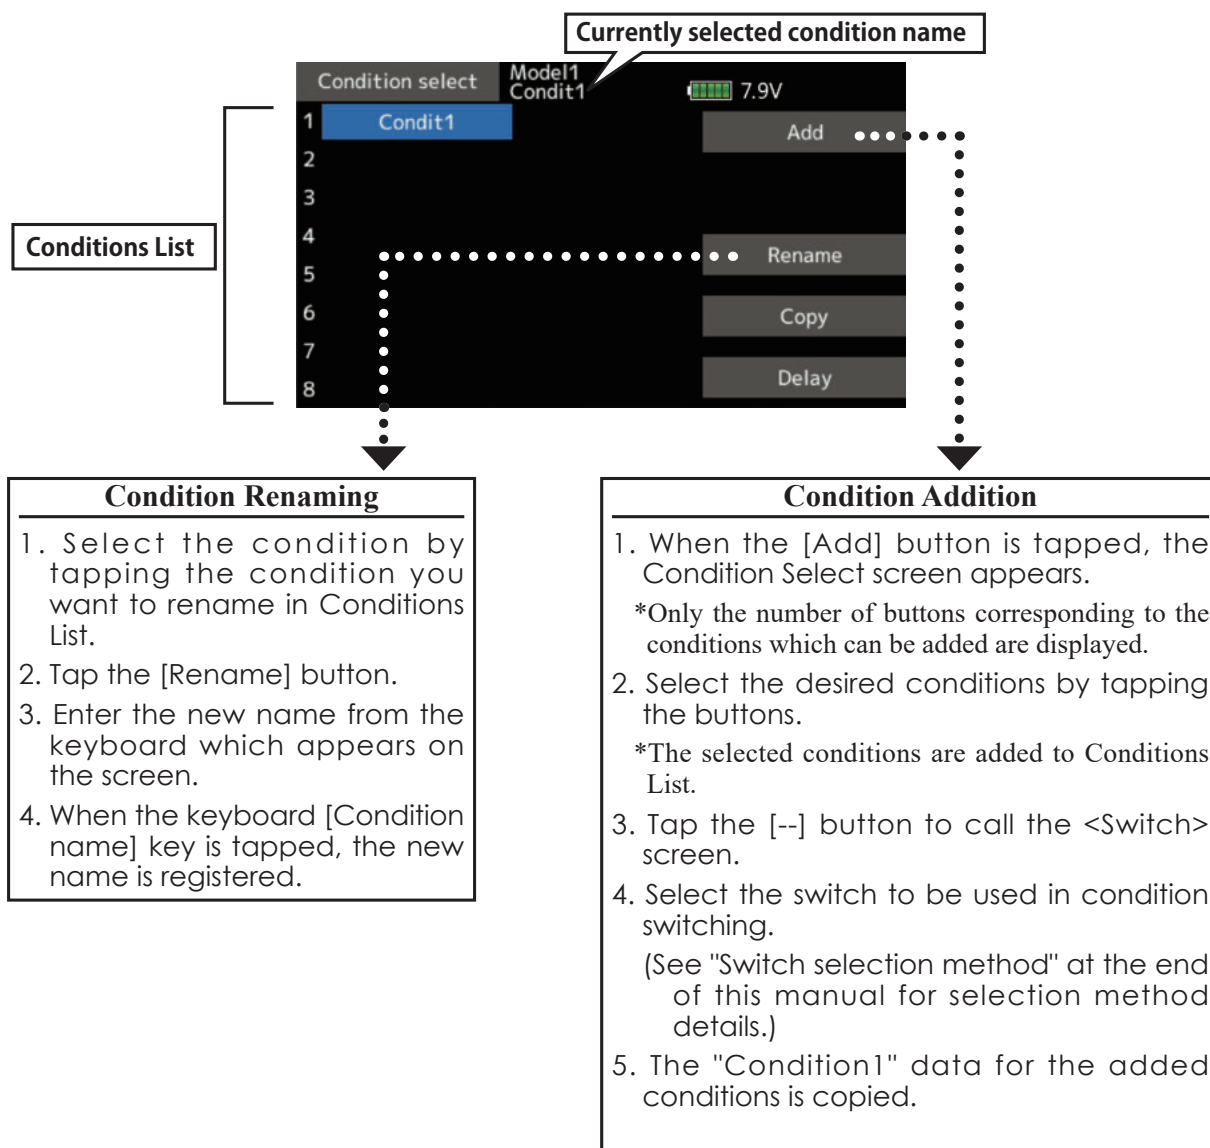 Currently selected condition name
Condition select
Model1
Condit1
7.9V
1 Condit1
Add
2
3
4
Conditions List
Rename
5
6
Copy
7
Delay
8
Condition Renaming
1. Select the condition by
tapping the condition you
want to rename in Conditions
List.
2. Tap the [Rename] button.
3. Enter the new name from the
keyboard which appears on
the screen.
4. When the keyboard [Condition
name] key is tapped, the new
name is registered.
Condition Addition
1. When the [Add] button is tapped, the
Condition Select screen appears.
*Only the number of buttons corresponding to the
conditions which can be added are displayed.
2. Select the desired conditions by tapping
the buttons.
*The selected conditions are added to Conditions
List.
3. Tap the [--] button to call the <Switch>
screen.
4. Select the switch to be used in condition
switching.
(See "Switch selection method" at the end
of this manual for selection method
details.)
5. The "Condition1" data for the added
conditions is copied.